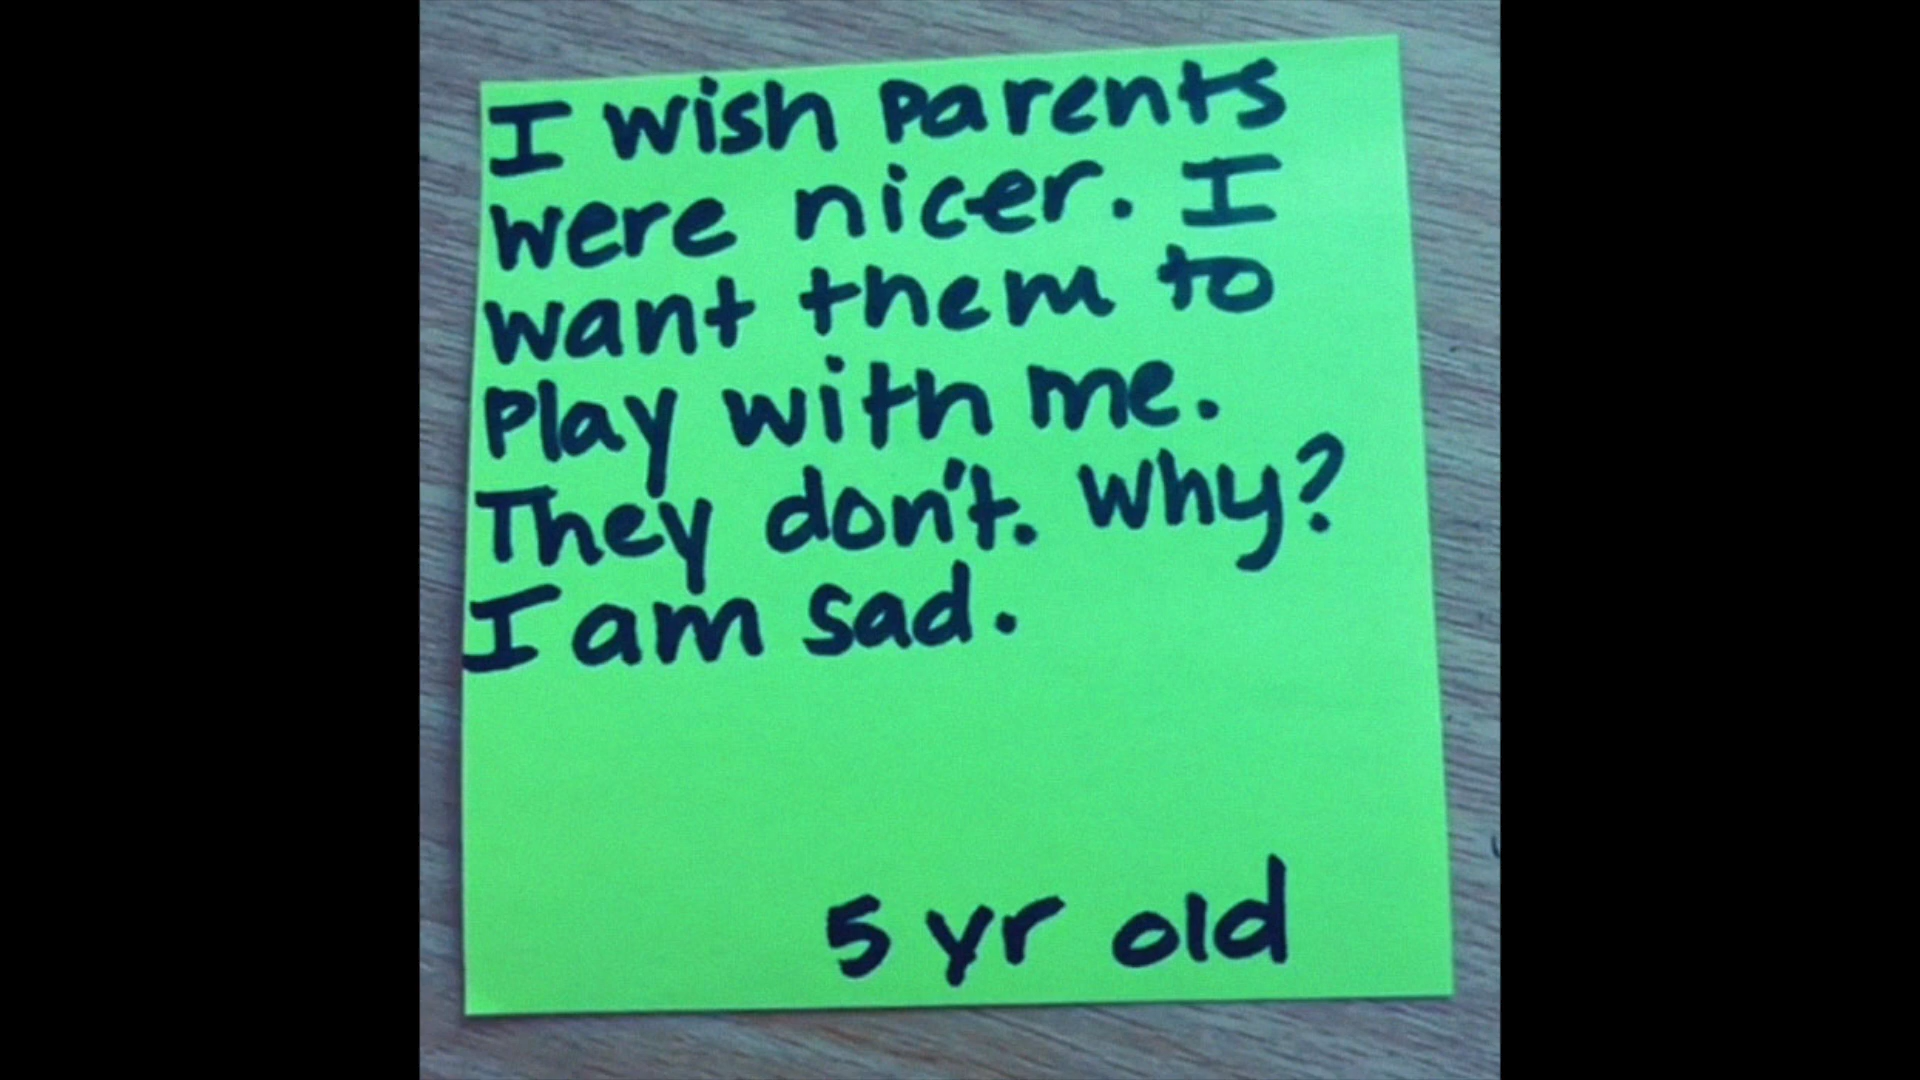 I wish parents
were nicer. I
want them to
Play with me.
They don't. Why?
I am sad.
5 yr old